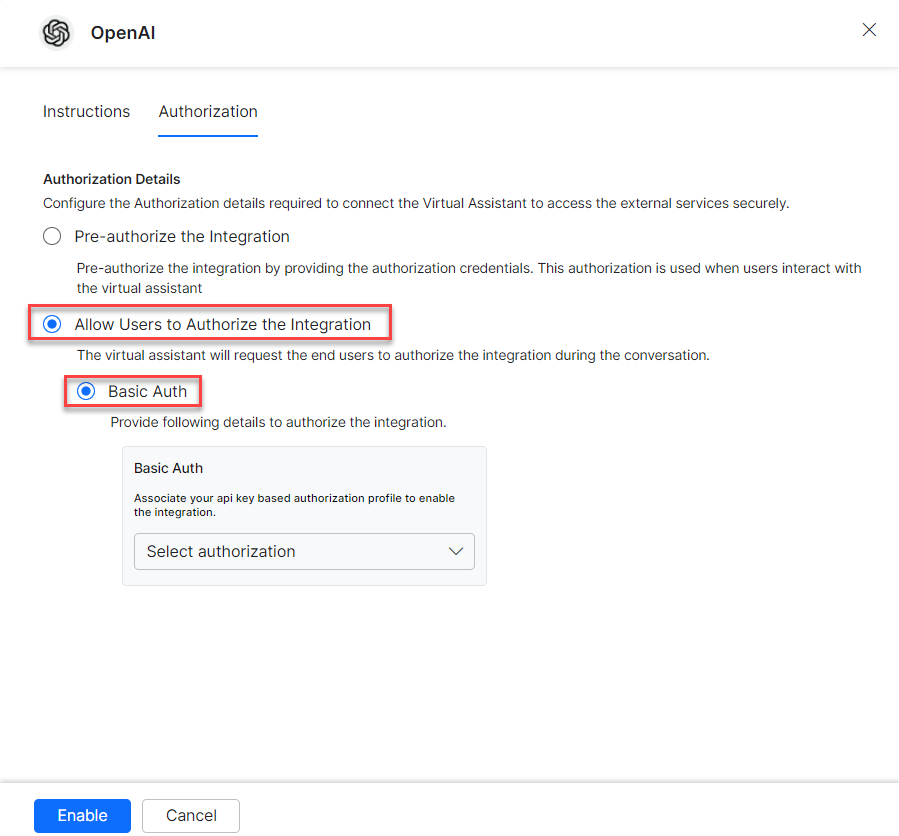 OpenAI
Instructions
Authorization
Authorization Details
Configure the Authorization details required to connect the Virtual Assistant to access the external services securely.
Pre-authorize the Integration
Pre-authorize the integration by providing the authorization credentials. This authorization is used when users interact with
the virtual assistant
Allow Users to Authorize the Integration
The virtual assistant will request the end users to authorize the integration during the conversation.
Basic Auth
Provide following details to authorize the integration.
Basic Auth
Associate your api key based authorization profile to enable
the integration.
Select authorization
Enable
Cancel